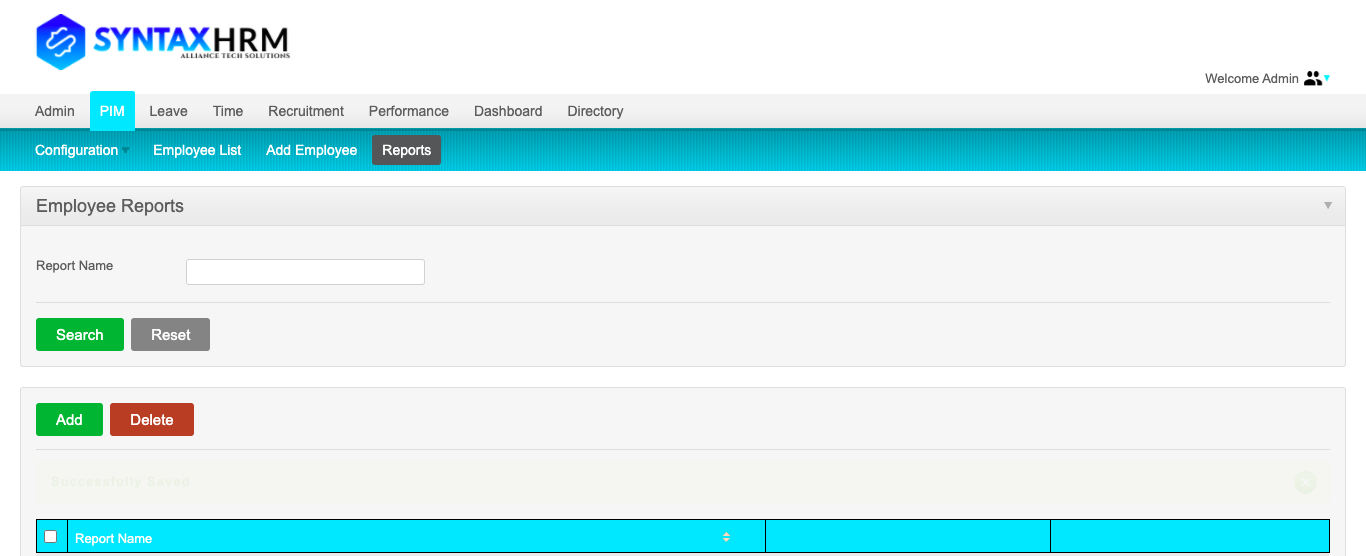 SYNTAXHRM
ALLIANCE TECH SOLUTIONS
Welcome Admin
Admin PIM Leave Time Recruitment Performance Dashboard Directory
Configuration Employee List Add Employee Reports
Employee Reports
Report Name
Search Reset
Add Delete
Successfully Saved
Report Name